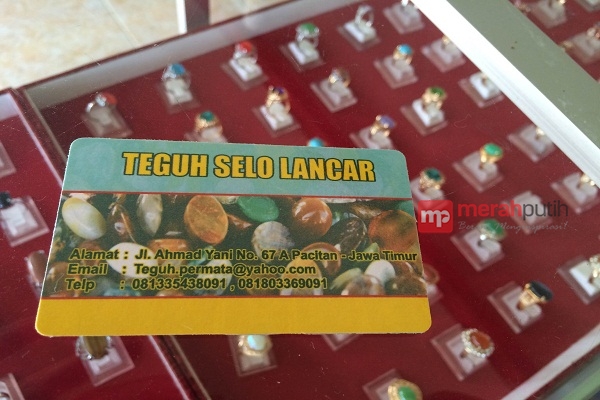 TEGUH SELO LANCAR
Alamat : Jl. Ahmad Yani No. 67 A Pacitan - Jawa Timur
Email : Teguh.permata@yahoo.com
Telp : 081335438091 , 081803369091
mp merahputih